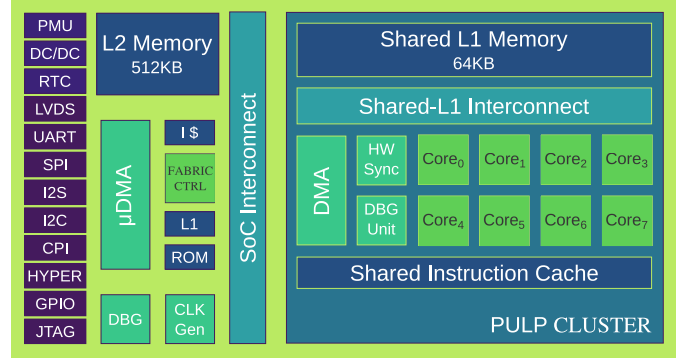 PMU
DC/DC
RTC
LVDS
UART
SPI
I2S
I2C
CPI
HYPER
GPIO
JTAG
L2 Memory
512KB
μDMA
I $
FABRIC
CTRL
L1
ROM
DBG
CLK
Gen
SoC Interconnect
Shared L1 Memory
64KB
Shared-L1 Interconnect
DMA
HW
Sync
Core₀ Core₁ Core₂ Core₃
DBG
Unit
Core₄ Core₅ Core₆ Core₇
Shared Instruction Cache
PULP CLUSTER